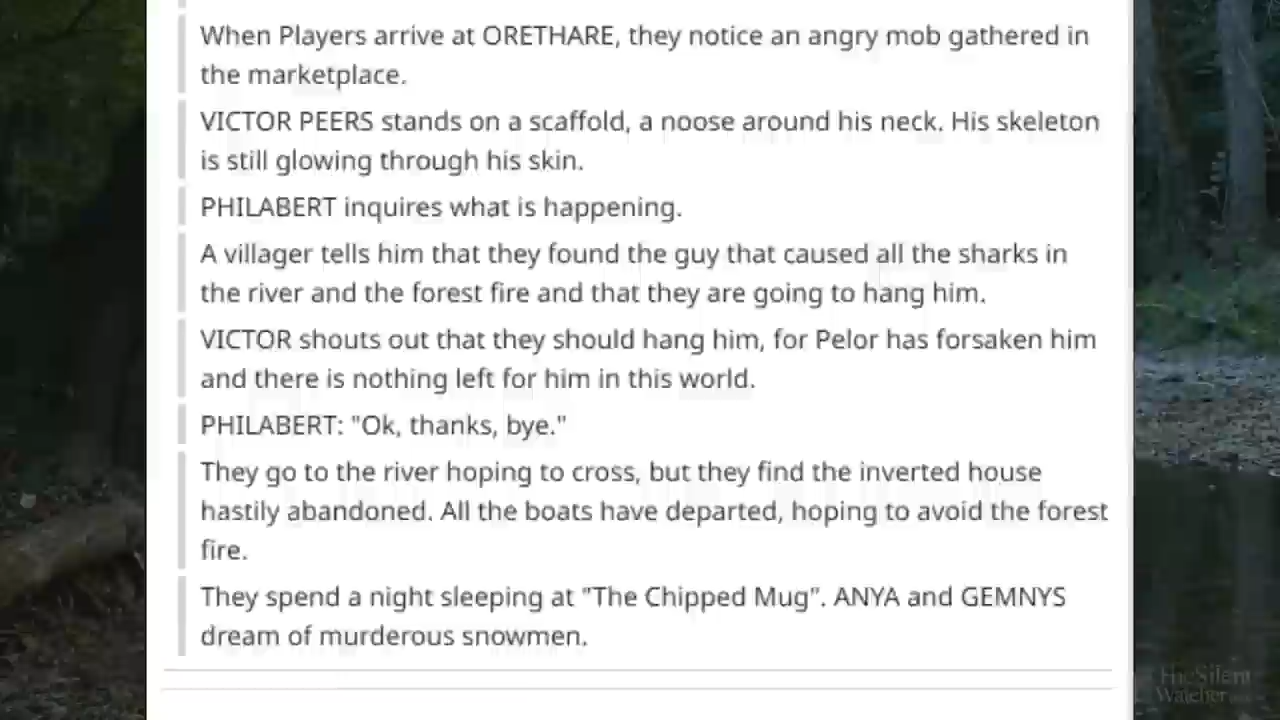 When Players arrive at ORETHARE, they notice an angry mob gathered in
the marketplace.
VICTOR PEERS stands on a scaffold, a noose around his neck. His skeleton
is still glowing through his skin.
PHILABERT inquires what is happening.
A villager tells him that they found the guy that caused all the sharks in
the river and the forest fire and that they are going to hang him.
VICTOR shouts out that they should hang him, for Pelor has forsaken him
and there is nothing left for him in this world.
PHILABERT: "Ok, thanks, bye."
They go to the river hoping to cross, but they find the inverted house
hastily abandoned. All the boats have departed, hoping to avoid the forest
fire.
They spend a night sleeping at "The Chipped Mug". ANYA and GEMNYS
dream of murderous snowmen.
The Silent
Watcher